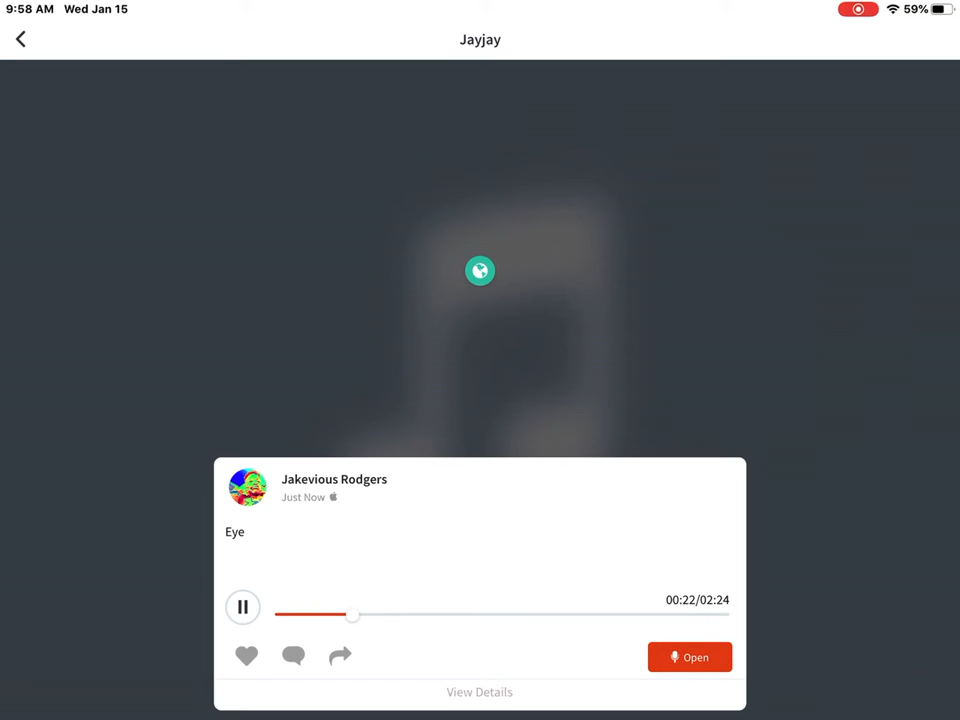 9:58 AM Wed Jan 15 59%
Jayjay
Jakevious Rodgers
Just Now
Eye
00:22/02:24
Open
View Details